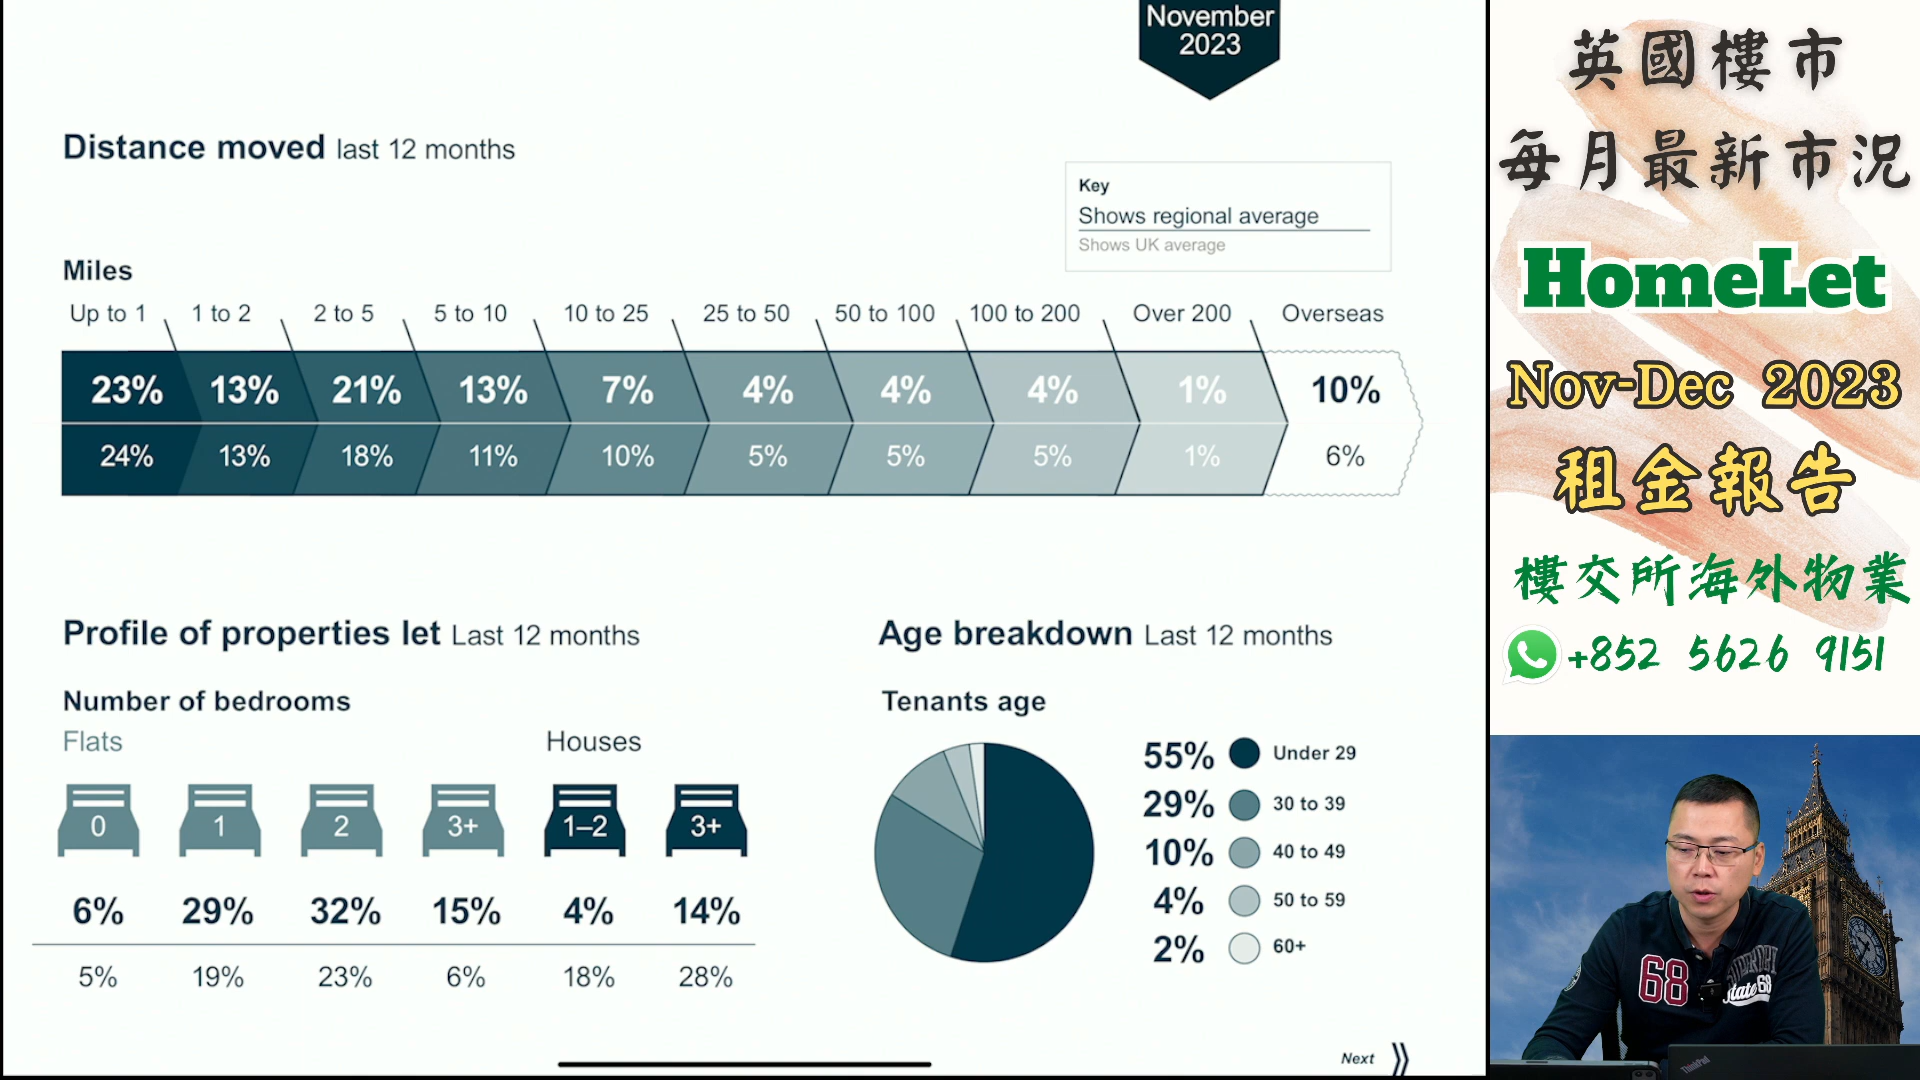 November
2023
Distance moved last 12 months
Key
Shows regional average
Shows UK average
Miles
Up to 1 1 to 2 2 to 5 5 to 10 10 to 25 25 to 50 50 to 100 100 to 200 Over 200 Overseas
23% 13% 21% 13% 7% 4% 4% 4% 1% 10%
24% 13% 18% 11% 10% 5% 5% 5% 1% 6%
Profile of properties let Last 12 months
Number of bedrooms
Flats Houses
0 1 2 3+ 1–2 3+
6% 29% 32% 15% 4% 14%
5% 19% 23% 6% 18% 28%
Age breakdown Last 12 months
Tenants age
55% Under 29
29% 30 to 39
10% 40 to 49
4% 50 to 59
2% 60+
Next
英國樓市
每月最新市況
HomeLet
Nov-Dec 2023
租金報告
樓交所海外物業
+852 5626 9151
68
State 68
ThinkPad